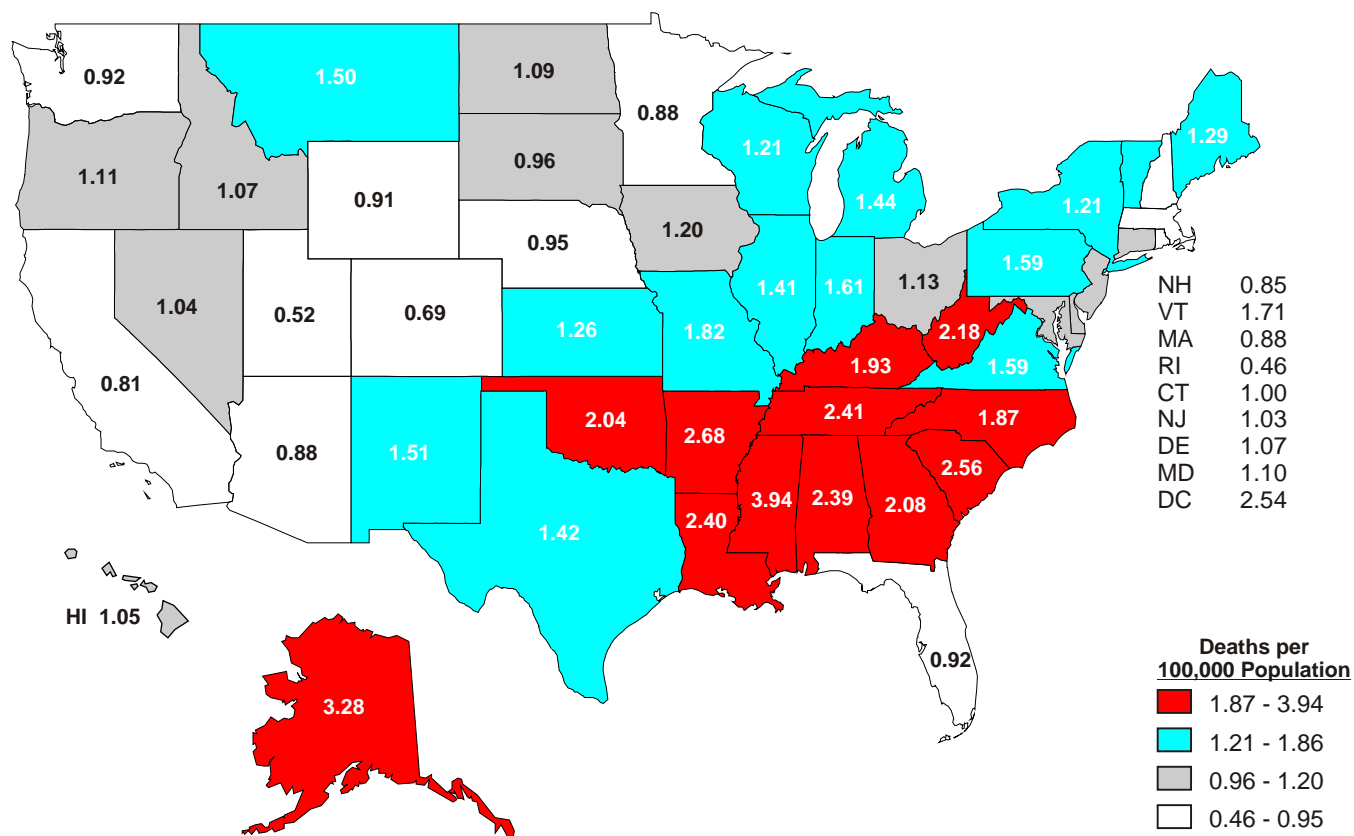 0.92
1.50
1.09
0.88
1.29
1.11
1.07
0.96
1.21
1.44
1.21
0.91
0.95
1.20
1.59
1.04
0.52
0.69
1.26
1.82
1.41
1.61
1.13
2.18
NH 0.85
VT 1.71
MA 0.88
RI 0.46
CT 1.00
NJ 1.03
DE 1.07
MD 1.10
DC 2.54
0.81
1.93
1.59
0.88
1.51
2.04
2.68
2.41
1.87
2.56
1.42
2.40
3.94
2.39
2.08
HI 1.05
0.92
3.28
Deaths per
100,000 Population
1.87 - 3.94
1.21 - 1.86
0.96 - 1.20
0.46 - 0.95